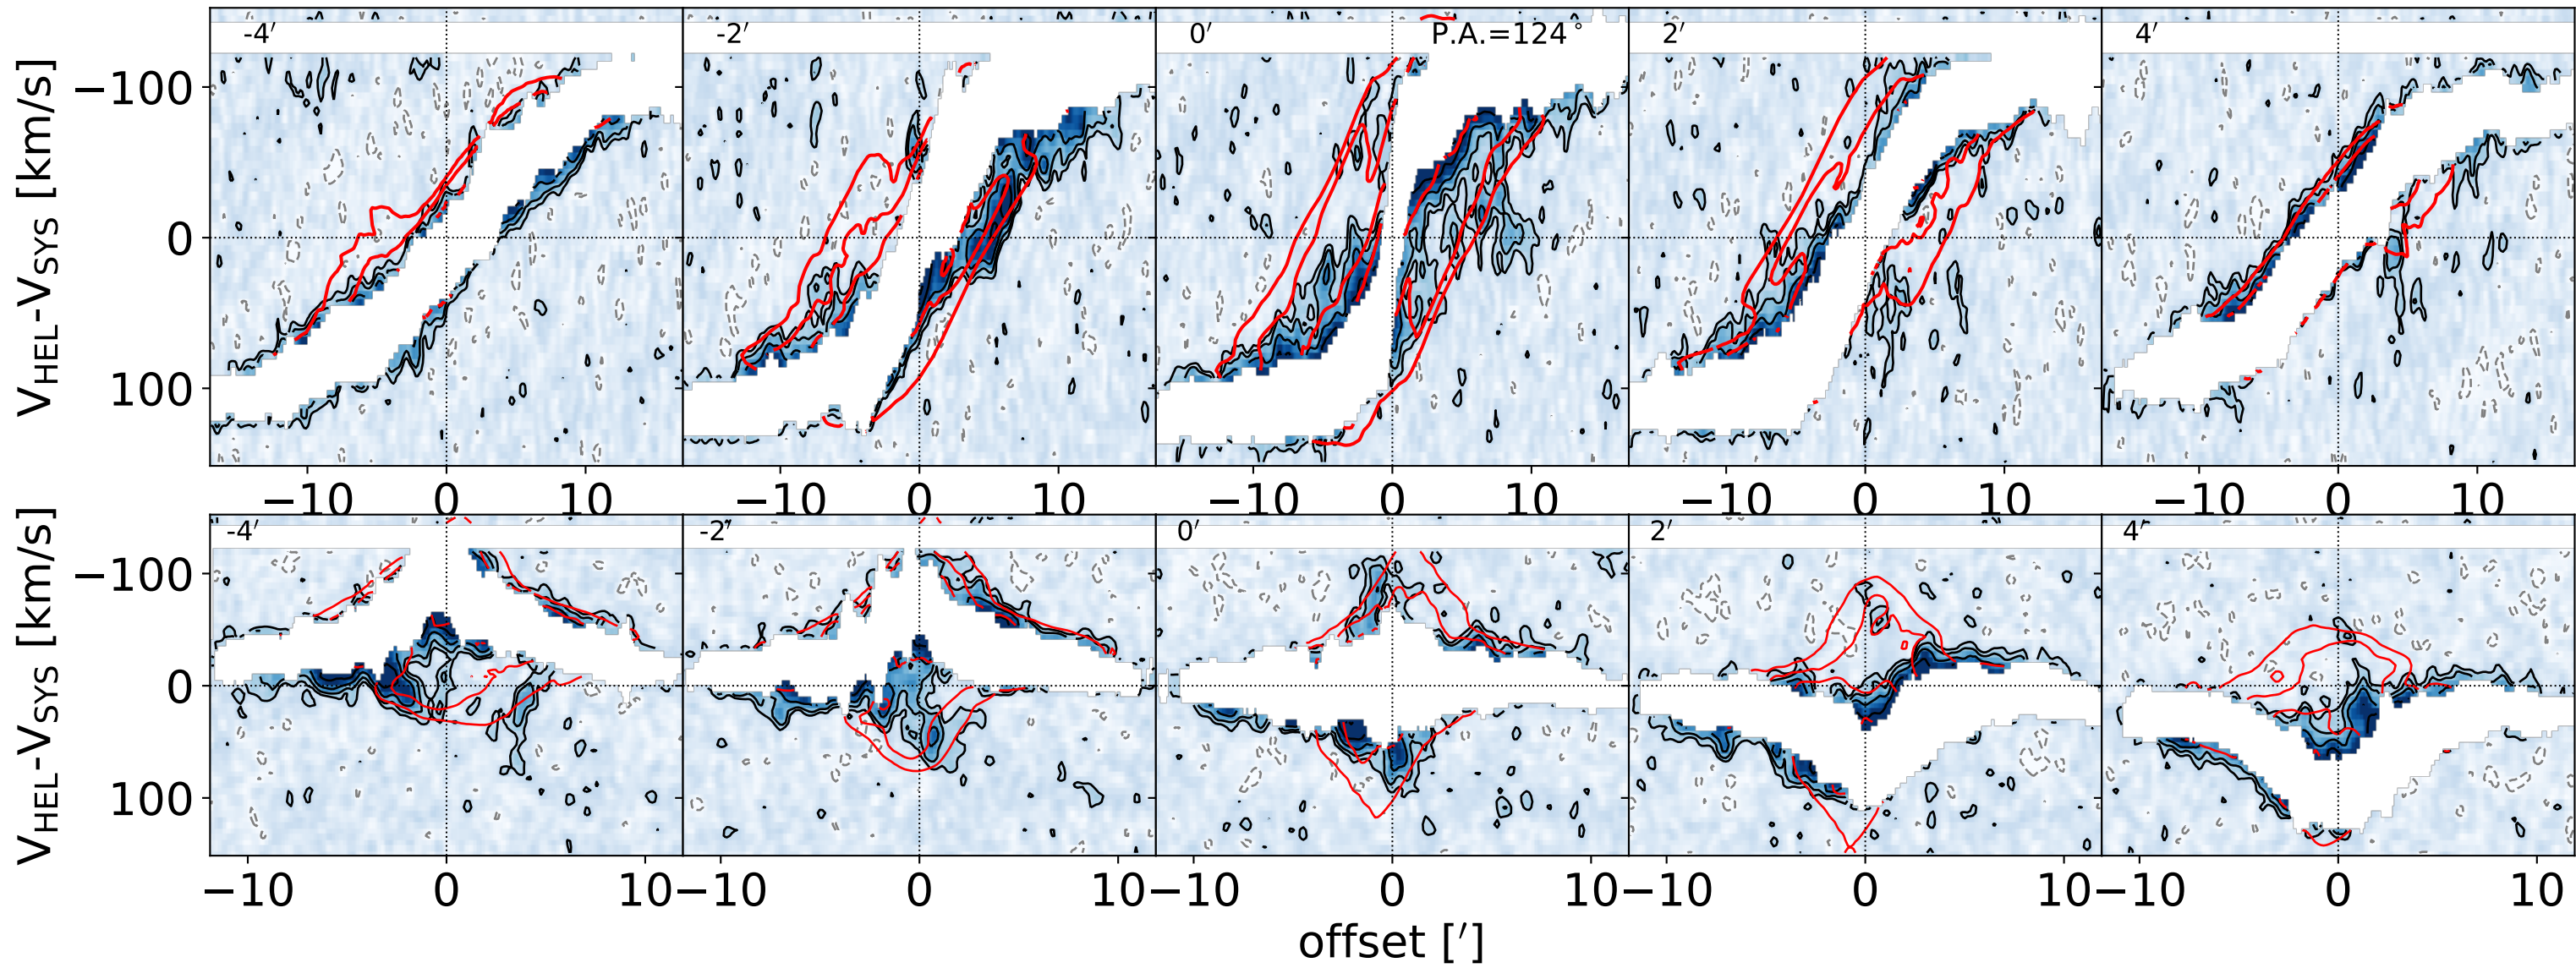 -4′ -2′ 0′ P.A.=124° 2′ 4′
V_HEL-V_SYS [km/s]
−100
0
100
−10 0 10 −10 0 10 −10 0 10 −10 0 10 −10 0 10
-4′ -2′ 0′ 2′ 4′
V_HEL-V_SYS [km/s]
−100
0
100
−10 0 10 −10 0 10 −10 0 10 −10 0 10 −10 0 10
offset [′]